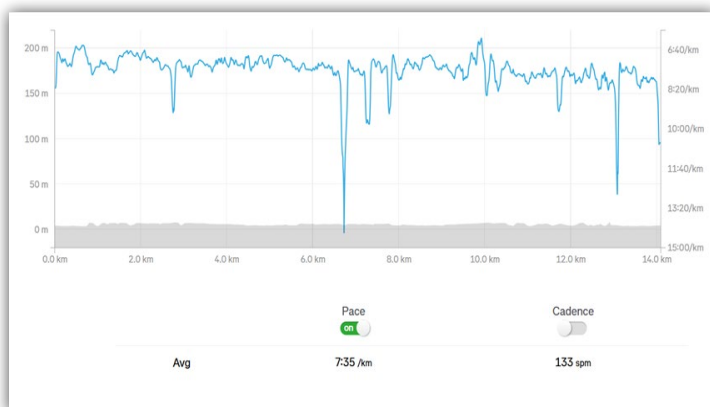 200 m
150 m
100 m
50 m
0 m
6:40/km
8:20/km
10:00/km
11:40/km
13:20/km
15:00/km
0.0 km 2.0 km 4.0 km 6.0 km 8.0 km 10.0 km 12.0 km 14.0 km
Pace Cadence
on
Avg 7:35 /km 133 spm